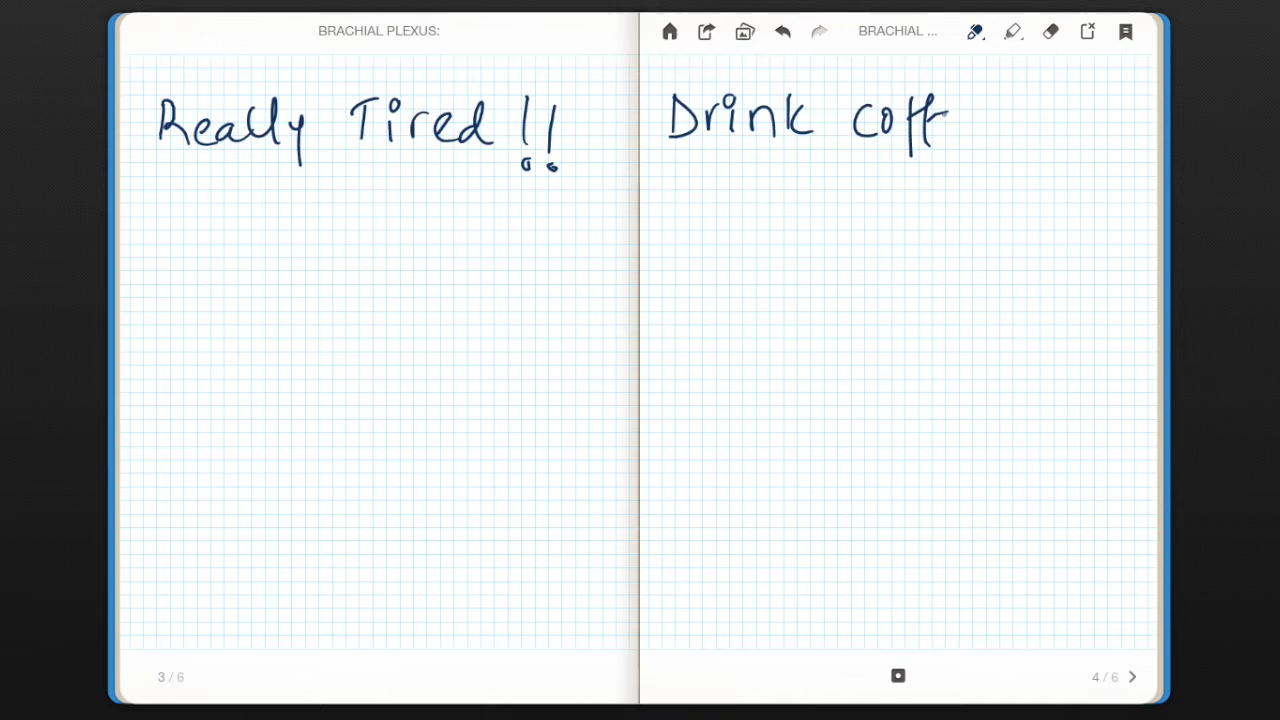 BRACHIAL PLEXUS:
Really Tired !!
3 / 6
BRACHIAL ...
Drink coff
4 / 6